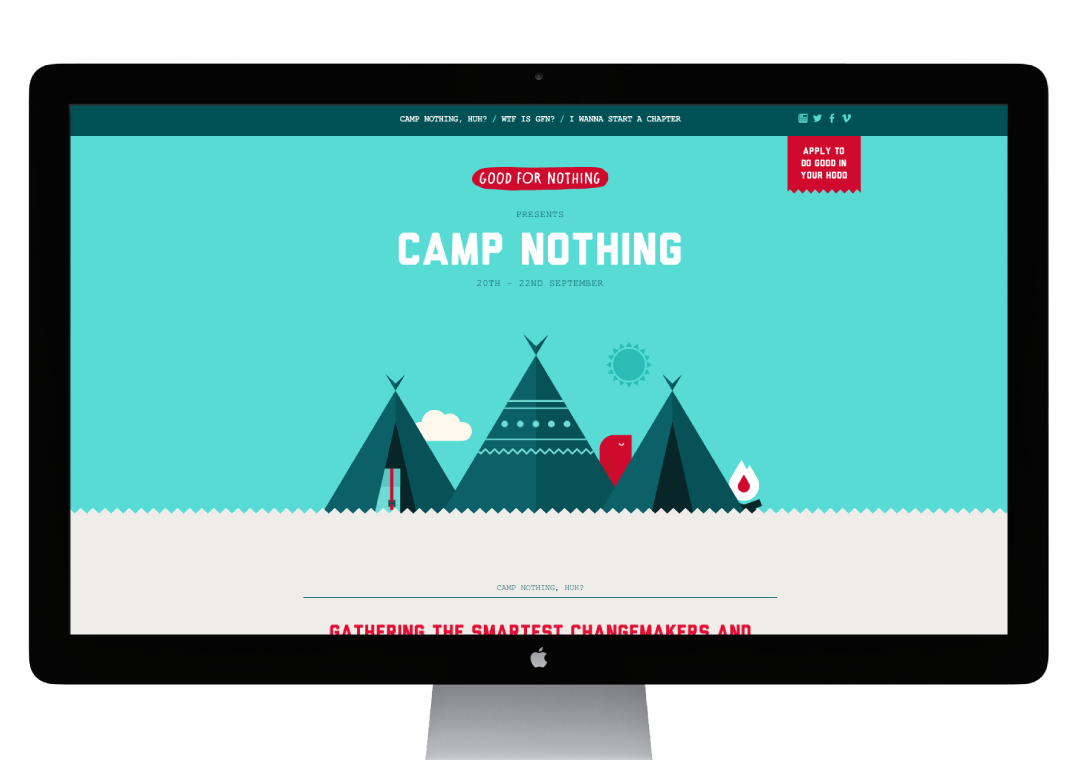 CAMP NOTHING, HUH? / WTF IS GFN? / I WANNA START A CHAPTER
APPLY TO
DO GOOD IN
YOUR HOOD
GOOD FOR NOTHING
PRESENTS
CAMP NOTHING
20TH - 22ND SEPTEMBER
CAMP NOTHING, HUH?
GATHERING THE SMARTEST CHANGEMAKERS AND